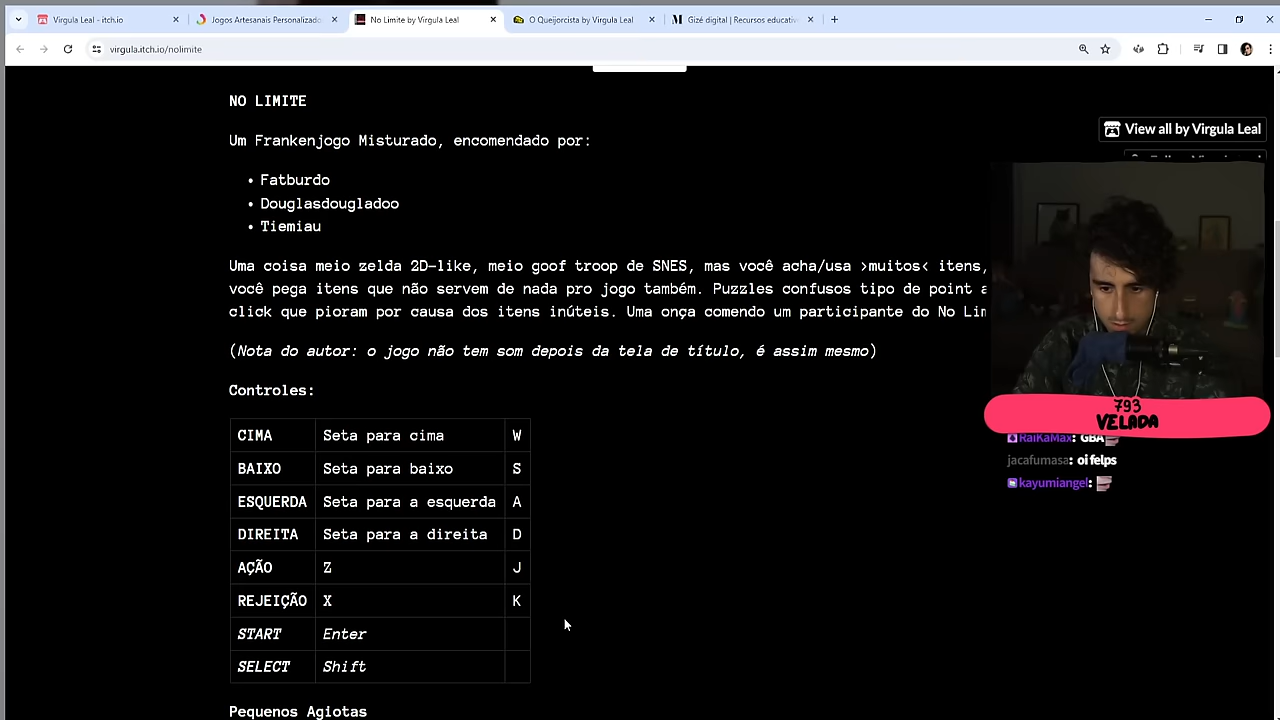 Virgula Leal - itch.io
Jogos Artesanais Personalizado
No Limite by Virgula Leal
O Queijorcista by Virgula Leal
Gizé digital | Recursos educativ
virgula.itch.io/nolimite
NO LIMITE
View all by Virgula Leal
Um Frankenjogo Misturado, encomendado por:
• Fatburdo
• Douglasdougladoo
• Tiemiau
Uma coisa meio zelda 2D-like, meio goof troop de SNES, mas você acha/usa >muitos< itens,
você pega itens que não servem de nada pro jogo também. Puzzles confusos tipo de point a
click que pioram por causa dos itens inúteis. Uma onça comendo um participante do No Lim
(Nota do autor: o jogo não tem som depois da tela de título, é assim mesmo)
Controles:
CIMA Seta para cima W
BAIXO Seta para baixo S
ESQUERDA Seta para a esquerda A
DIREITA Seta para a direita D
AÇÃO Z J
REJEIÇÃO X K
START Enter
SELECT Shift
Pequenos Agiotas
793
VELADA
RaiKaMax: GBA
jacafumasa: oi felps
kayumiangel: